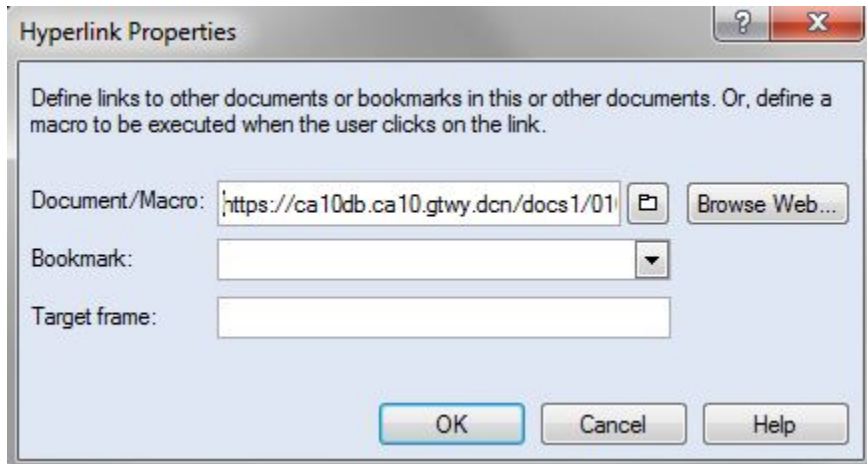 Hyperlink Properties
?
X
Define links to other documents or bookmarks in this or other documents. Or, define a
macro to be executed when the user clicks on the link.
Document/Macro: https://ca10db.ca10.gtwy.dcn/docs1/01 Browse Web...
Bookmark:
Target frame:
OK Cancel Help